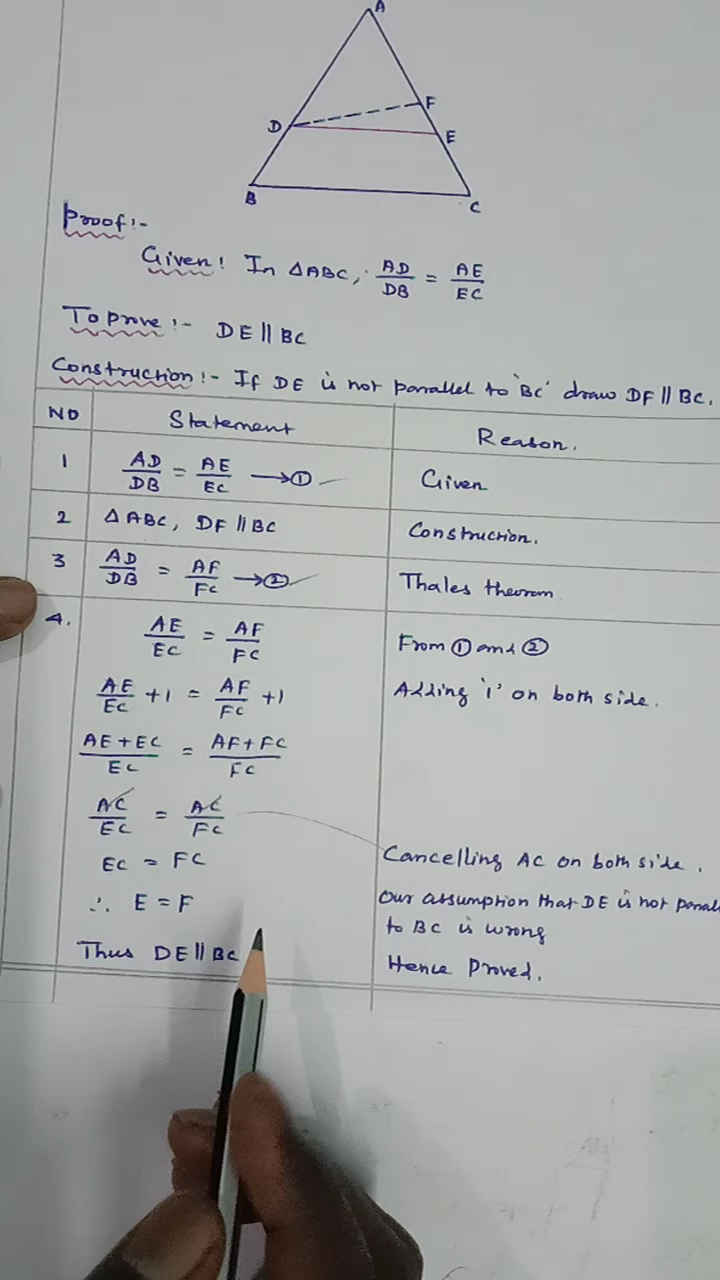 A
F
D
E
B
C
Proof:-
Given! In ΔABC, AD/DB = AE/EC
To prove :- DE || BC
Construction :- If DE is not parallel to 'BC' draw DF || BC.
NO Statement Reason.
1 AD/DB = AE/EC → ① Given
2 ΔABC, DF || BC Construction.
3 AD/DB = AF/FC → ② Thales theorem.
4. AE/EC = AF/FC From ① and ②
AE/EC + 1 = AF/FC + 1 Adding '1' on both side.
AE + EC/EC = AF + FC/FC
AC/EC = AC/FC
EC = FC Cancelling AC on both side.
∴ E = F Our assumption that DE is not parall
to BC is wrong
Thus DE || BC Hence Proved.